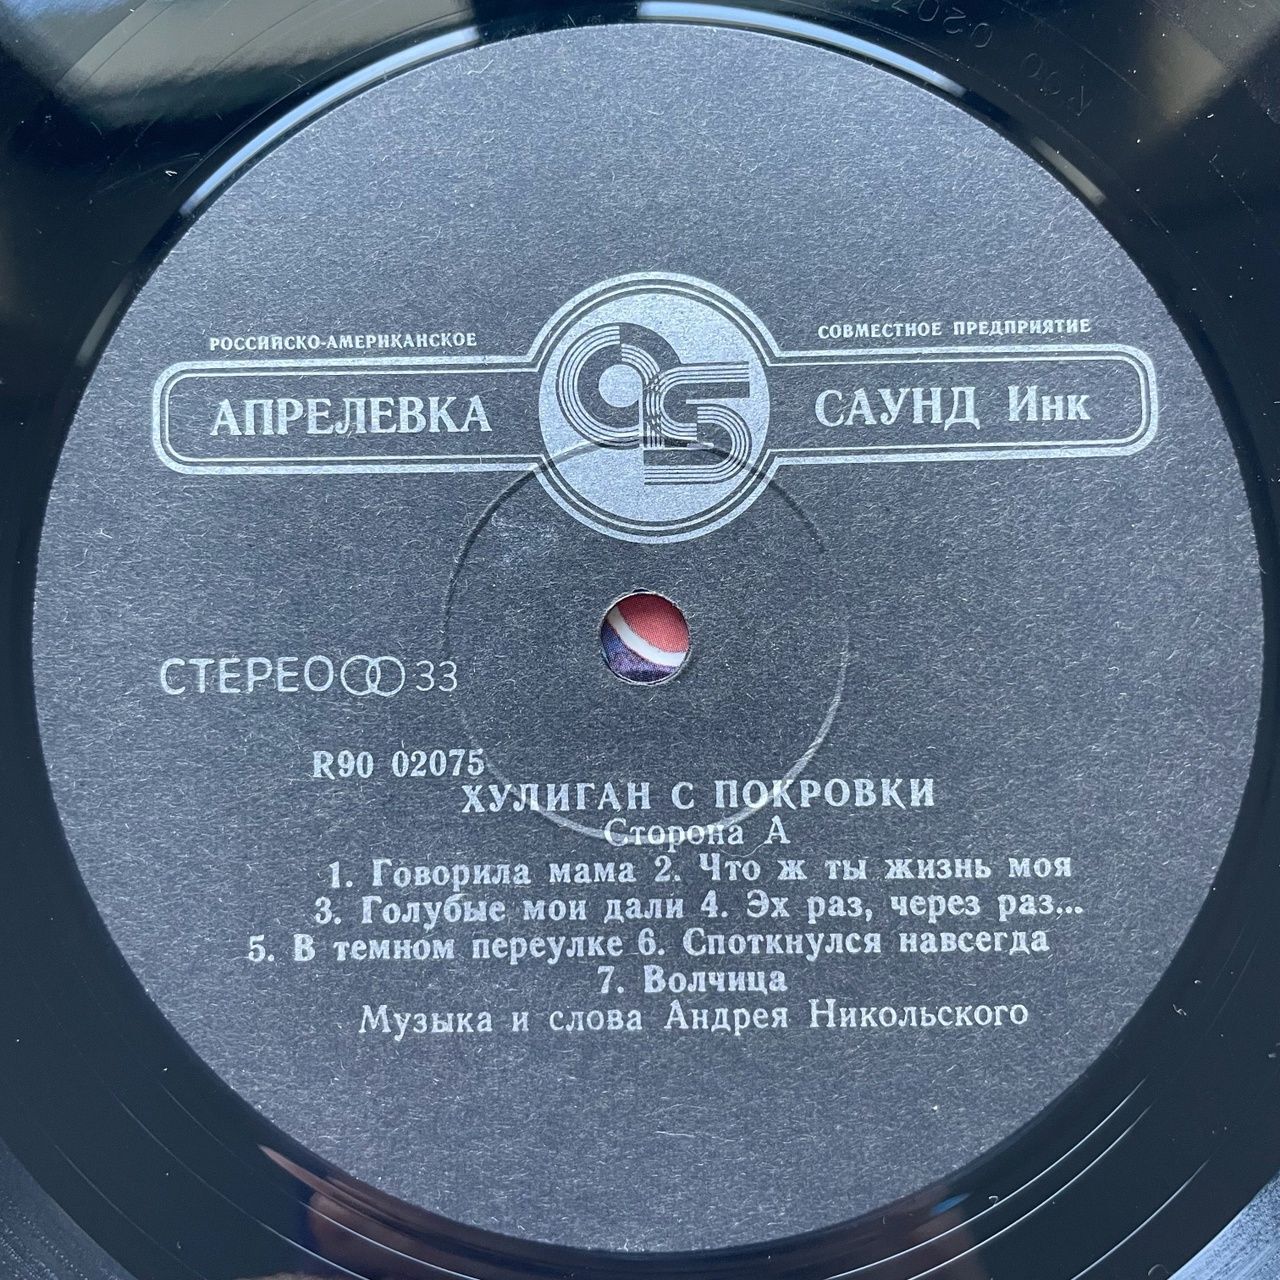 R90 02075
РОССИЙСКО-АМЕРИКАНСКОЕ
СОВМЕСТНОЕ ПРЕДПРИЯТИЕ
АПРЕЛЕВКА
САУНД Инк
СТЕРЕО 33
R90 02075
ХУЛИГАН С ПОКРОВКИ
Сторона А
1. Говорила мама 2. Что ж ты жизнь моя
3. Голубые мои дали 4. Эх раз, через раз,..
5. В темном переулке 6. Споткнулся навсегда
7. Волчица
Музыка и слова Андрея Никольского